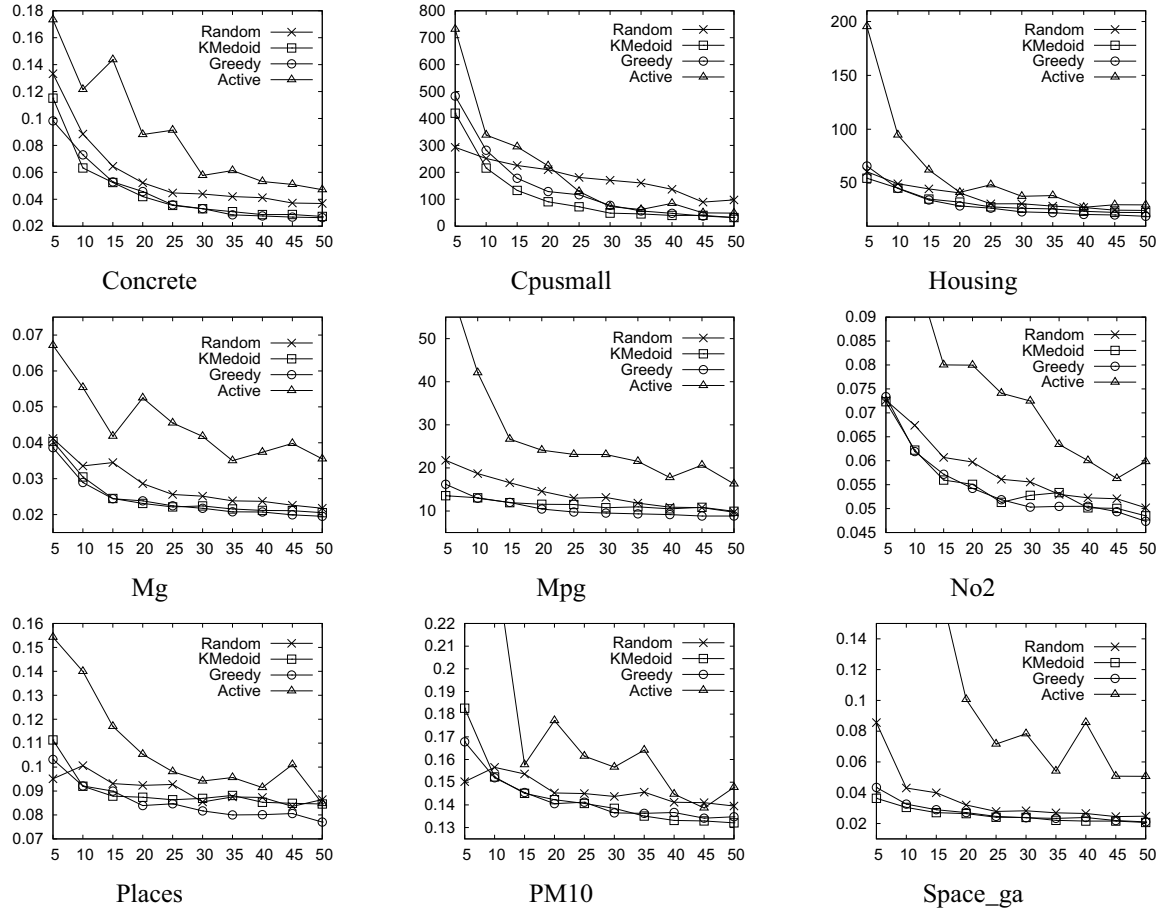 0.18
0.16
0.14
0.12
0.1
0.08
0.06
0.04
0.02
Random
KMedoid
Greedy
Active
5 10 15 20 25 30 35 40 45 50
Concrete
800
700
600
500
400
300
200
100
0
Random
KMedoid
Greedy
Active
5 10 15 20 25 30 35 40 45 50
Cpusmall
200
150
100
50
Random
KMedoid
Greedy
Active
5 10 15 20 25 30 35 40 45 50
Housing
0.07
0.06
0.05
0.04
0.03
0.02
Random
KMedoid
Greedy
Active
5 10 15 20 25 30 35 40 45 50
Mg
50
40
30
20
10
Random
KMedoid
Greedy
Active
5 10 15 20 25 30 35 40 45 50
Mpg
0.09
0.085
0.08
0.075
0.07
0.065
0.06
0.055
0.05
0.045
Random
KMedoid
Greedy
Active
5 10 15 20 25 30 35 40 45 50
No2
0.16
0.15
0.14
0.13
0.12
0.11
0.1
0.09
0.08
0.07
Random
KMedoid
Greedy
Active
5 10 15 20 25 30 35 40 45 50
Places
0.22
0.21
0.2
0.19
0.18
0.17
0.16
0.15
0.14
0.13
Random
KMedoid
Greedy
Active
5 10 15 20 25 30 35 40 45 50
PM10
0.14
0.12
0.1
0.08
0.06
0.04
0.02
Random
KMedoid
Greedy
Active
5 10 15 20 25 30 35 40 45 50
Space_ga